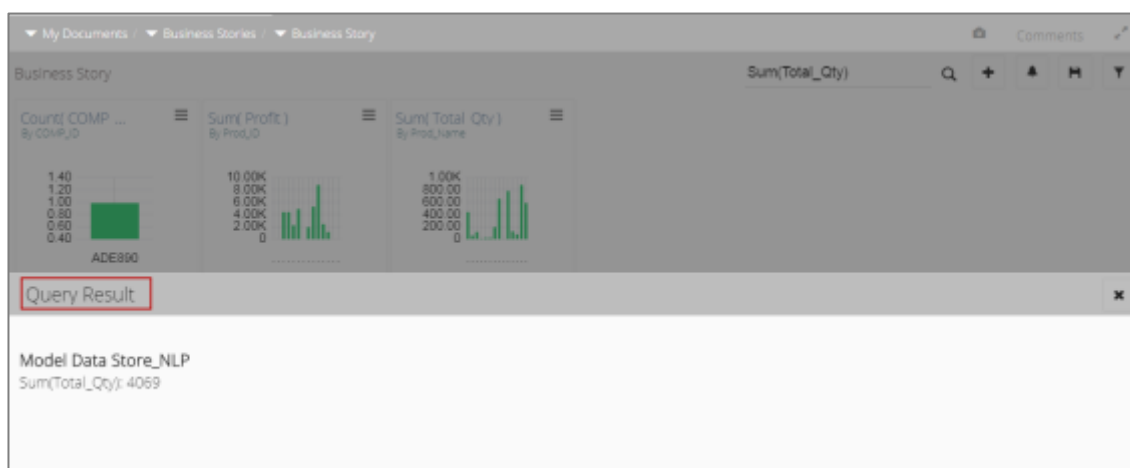 My Documents / Business Stories / Business Story
Comments
Business Story
Sum(Total_Qty)
Count( COMP ...
By COMP_ID
1.40
1.20
1.00
0.80
0.60
0.40
ADE890
Sum( Profit )
By Prod_ID
10.00K
8.00K
6.00K
4.00K
2.00K
0
Sum( Total Qty )
By Prod_Name
1.00K
800.00
600.00
400.00
200.00
0
Query Result
Model Data Store_NLP
Sum(Total_Qty): 4069